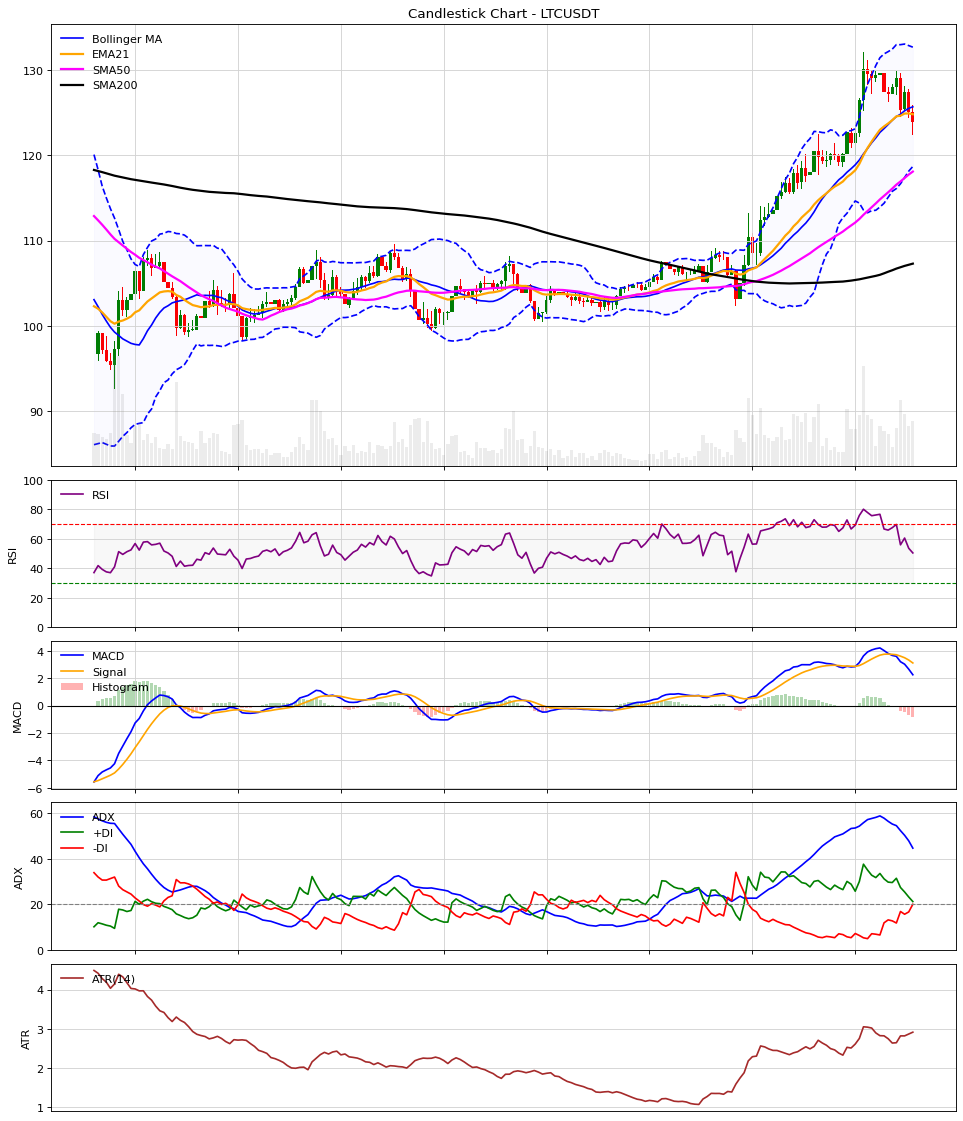 Candlestick Chart - LTCUSDT
Bollinger MA
EMA21
SMA50
SMA200
130
120
110
100
90
RSI
100
80
60
40
20
0
RSI
MACD
Signal
Histogram
4
2
0
−2
−4
−6
MACD
ADX
+DI
-DI
60
40
20
0
ADX
ATR(14)
4
3
2
1
ATR